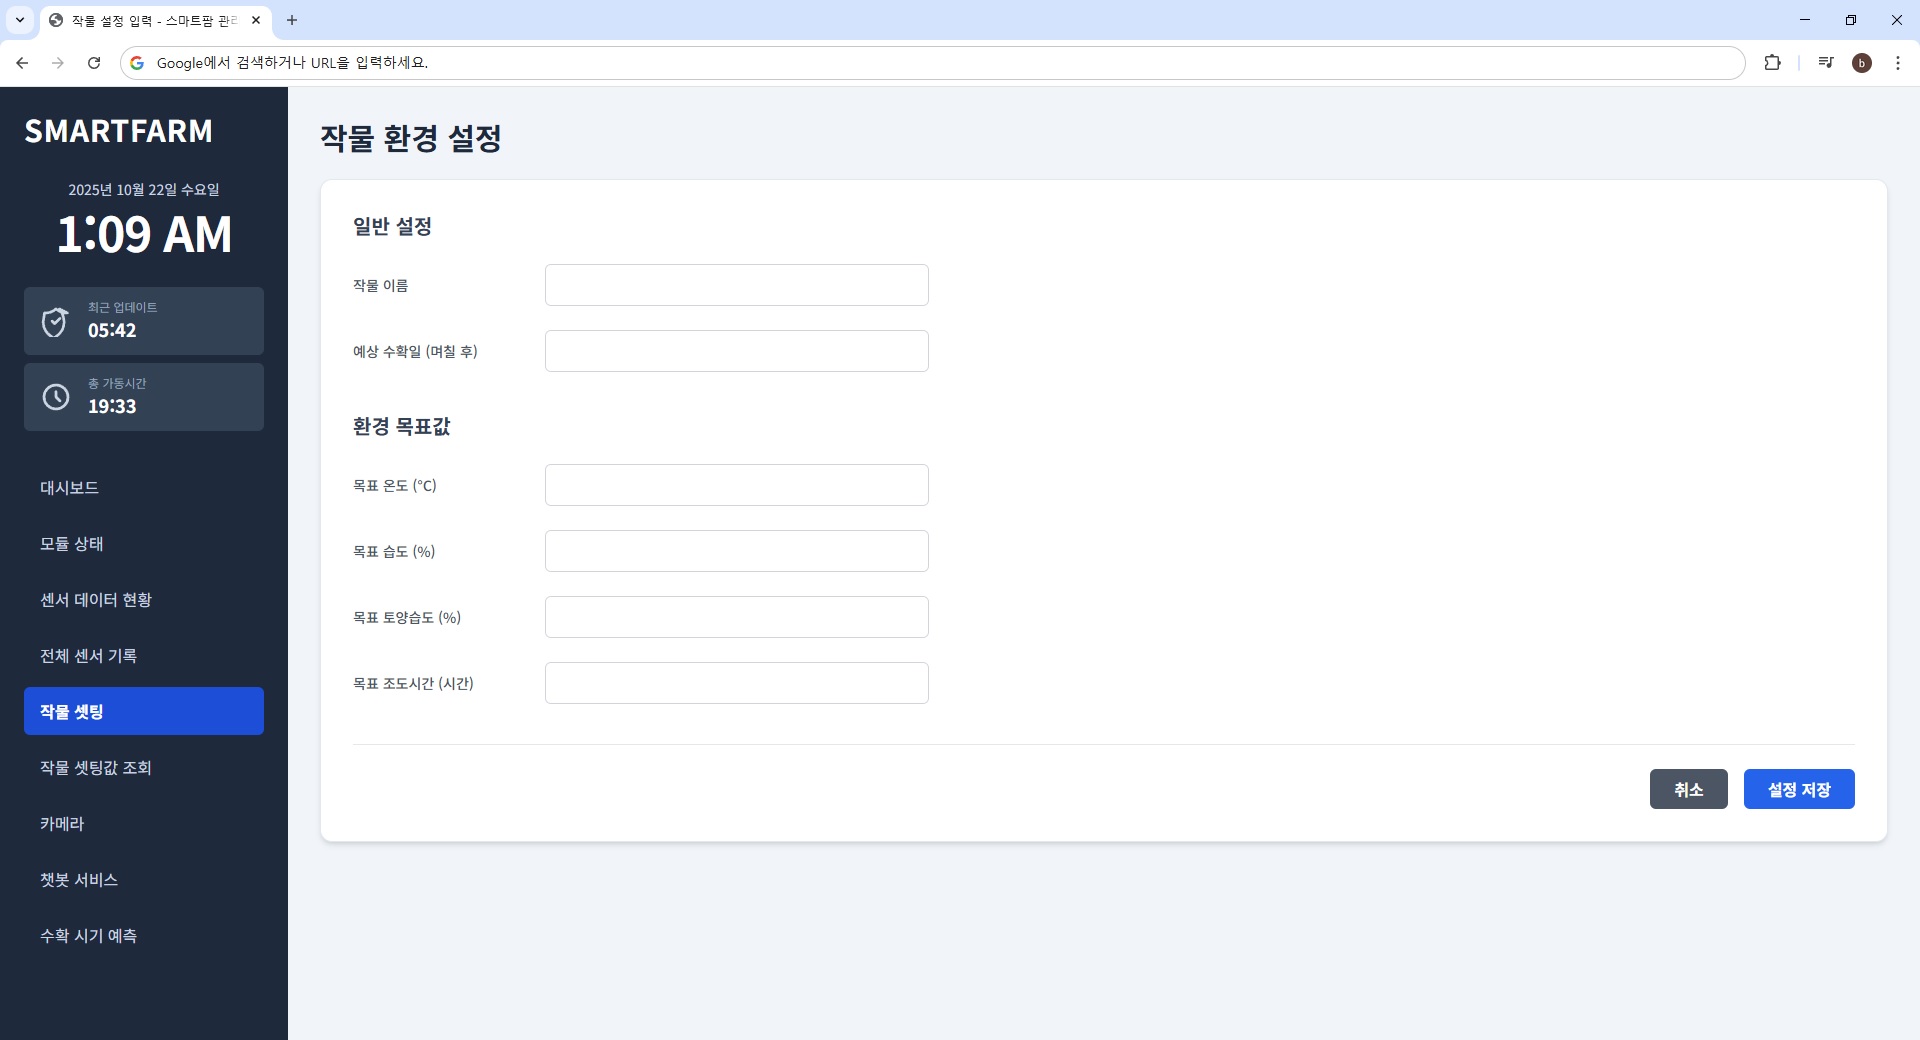 작물 설정 입력 - 스마트팜 관리
Google에서 검색하거나 URL을 입력하세요.
b
SMARTFARM
2025년 10월 22일 수요일
1:09 AM
최근 업데이트
05:42
총 가동시간
19:33
대시보드
모듈 상태
센서 데이터 현황
전체 센서 기록
작물 셋팅
작물 셋팅값 조회
카메라
챗봇 서비스
수확 시기 예측
작물 환경 설정
일반 설정
작물 이름
예상 수확일 (며칠 후)
환경 목표값
목표 온도 (°C)
목표 습도 (%)
목표 토양습도 (%)
목표 조도시간 (시간)
취소
설정 저장